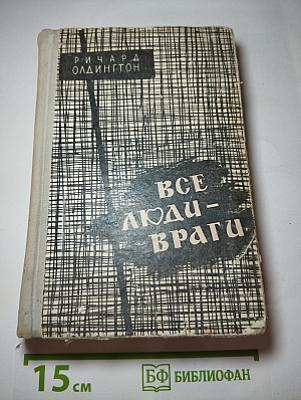 РИЧАРД
ОЛДИНГТОН
ВСЕ
ЛЮДИ -
ВРАГИ
15 см
БФ БИБЛИОФАН